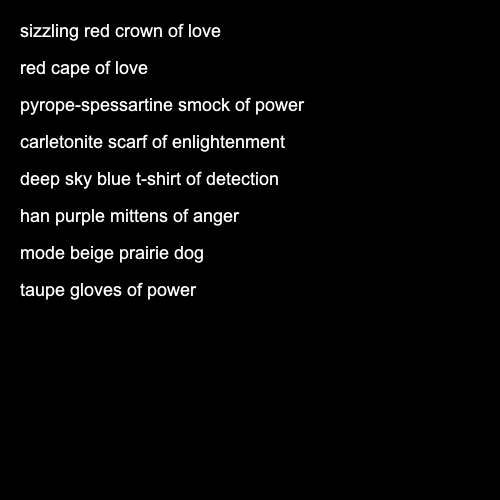 sizzling red crown of love
red cape of love
pyrope-spessartine smock of power
carletonite scarf of enlightenment
deep sky blue t-shirt of detection
han purple mittens of anger
mode beige prairie dog
taupe gloves of power